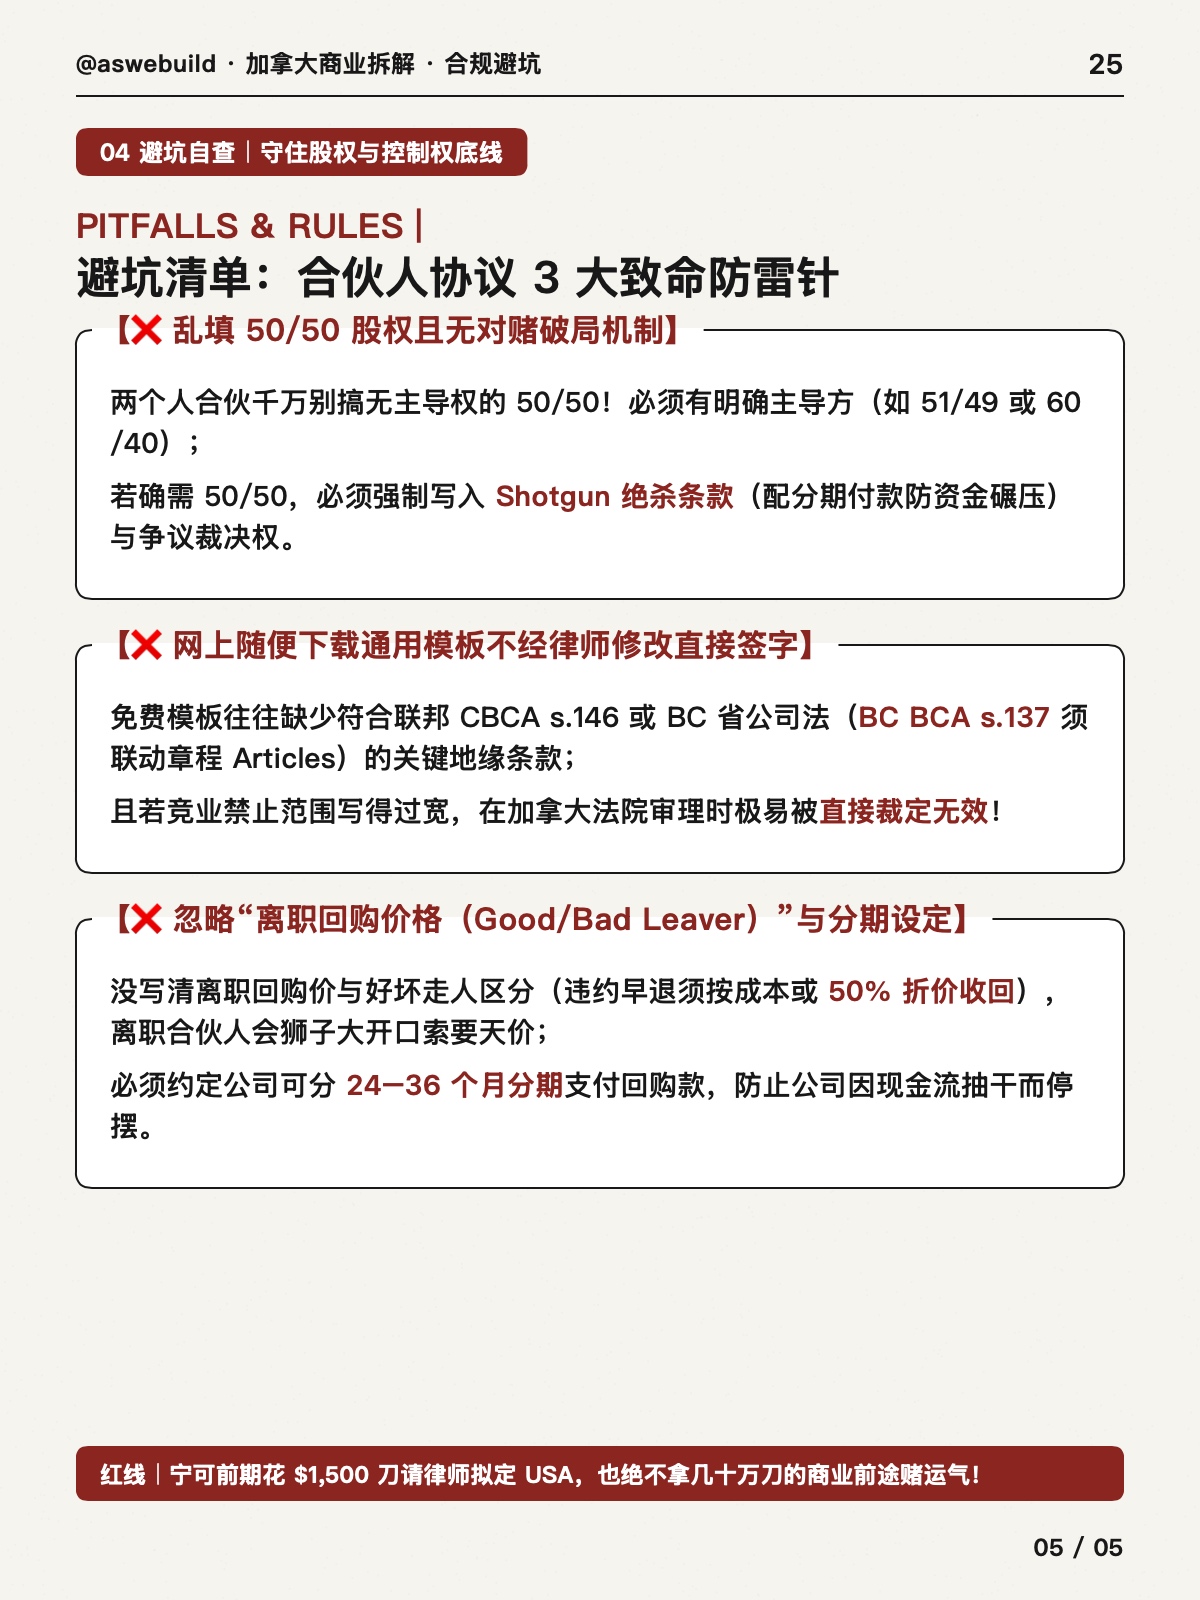 @aswebuild · 加拿大商业拆解 · 合规避坑
25
04 避坑自查｜守住股权与控制权底线
PITFALLS & RULES |
避坑清单：合伙人协议 3 大致命防雷针
【❌ 乱填 50/50 股权且无对赌破局机制】
两个人合伙千万别搞无主导权的 50/50！必须有明确主导方（如 51/49 或 60
/40）；
若确需 50/50，必须强制写入 Shotgun 绝杀条款（配分期付款防资金碾压）
与争议裁决权。
【❌ 网上随便下载通用模板不经律师修改直接签字】
免费模板往往缺少符合联邦 CBCA s.146 或 BC 省公司法（BC BCA s.137 须
联动章程 Articles）的关键地缘条款；
且若竞业禁止范围写得过宽，在加拿大法院审理时极易被直接裁定无效！
【❌ 忽略“离职回购价格（Good/Bad Leaver）”与分期设定】
没写清离职回购价与好坏走人区分（违约早退须按成本或 50% 折价收回），
离职合伙人会狮子大开口索要天价；
必须约定公司可分 24—36 个月分期支付回购款，防止公司因现金流抽干而停
摆。
红线｜宁可前期花 $1,500 刀请律师拟定 USA，也绝不拿几十万刀的商业前途赌运气！
05 / 05